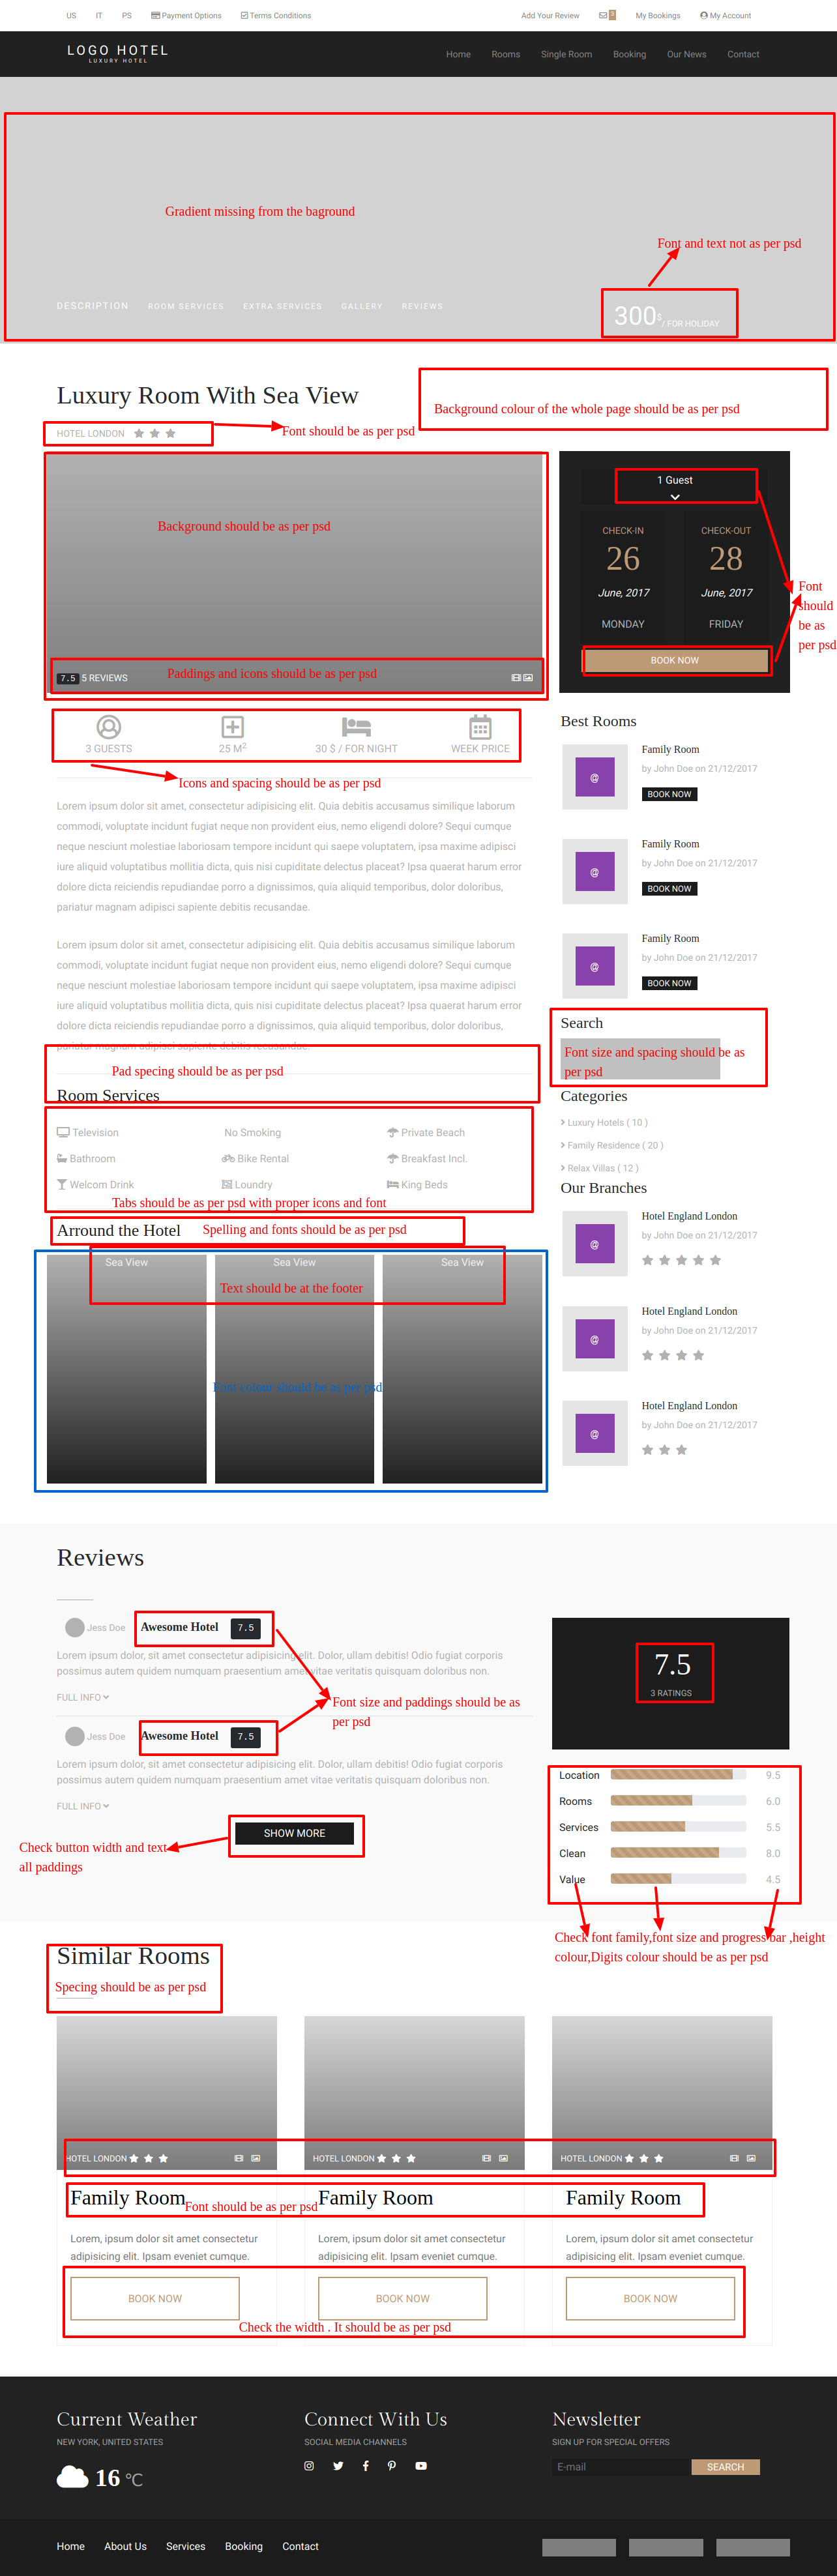 US IT PS Payment Options Terms Conditions Add Your Review My Bookings My Account
LOGO HOTEL
LUXURY HOTEL
Home Rooms Single Room Booking Our News Contact
Gradient missing from the baground
Font and text not as per psd
DESCRIPTION ROOM SERVICES EXTRA SERVICES GALLERY REVIEWS
300$/ FOR HOLIDAY
Luxury Room With Sea View
Background colour of the whole page should be as per psd
HOTEL LONDON
Font should be as per psd
1 Guest
Background should be as per psd
CHECK-IN CHECK-OUT
26 28
June, 2017 June, 2017
MONDAY FRIDAY
Font
should
be as
per psd
BOOK NOW
7.5 5 REVIEWS
Paddings and icons should be as per psd
3 GUESTS 25 M2 30 $ / FOR NIGHT WEEK PRICE
Icons and spacing should be as per psd
Lorem ipsum dolor sit amet, consectetur adipisicing elit. Quia debitis accusamus similique laborum
commodi, voluptate incidunt fugiat neque non provident eius, nemo eligendi dolore? Sequi cumque
neque nesciunt molestiae laboriosam tempore incidunt qui saepe voluptatem, ipsa maxime adipisci
iure aliquid voluptatibus mollitia dicta, quis nisi cupiditate delectus placeat? Ipsa quaerat harum error
dolore dicta reiciendis repudiandae porro a dignissimos, quia aliquid temporibus, dolor doloribus,
pariatur magnam adipisci sapiente debitis recusandae.
Lorem ipsum dolor sit amet, consectetur adipisicing elit. Quia debitis accusamus similique laborum
commodi, voluptate incidunt fugiat neque non provident eius, nemo eligendi dolore? Sequi cumque
neque nesciunt molestiae laboriosam tempore incidunt qui saepe voluptatem, ipsa maxime adipisci
iure aliquid voluptatibus mollitia dicta, quis nisi cupiditate delectus placeat? Ipsa quaerat harum error
dolore dicta reiciendis repudiandae porro a dignissimos, quia aliquid temporibus, dolor doloribus,
pariatur magnam adipisci sapiente debitis recusandae.
Pad specing should be as per psd
Room Services
Television No Smoking Private Beach
Bathroom Bike Rental Breakfast Incl.
Welcom Drink Loundry King Beds
Tabs should be as per psd with proper icons and font
Arround the Hotel
Spelling and fonts should be as per psd
Sea View Sea View Sea View
Text should be at the footer
Font colour should be as per psd
Best Rooms
Family Room
@ by John Doe on 21/12/2017
BOOK NOW
Family Room
@ by John Doe on 21/12/2017
BOOK NOW
Family Room
@ by John Doe on 21/12/2017
BOOK NOW
Search
Font size and spacing should be as
per psd
Categories
Luxury Hotels ( 10 )
Family Residence ( 20 )
Relax Villas ( 12 )
Our Branches
Hotel England London
@ by John Doe on 21/12/2017
Hotel England London
@ by John Doe on 21/12/2017
Hotel England London
@ by John Doe on 21/12/2017
Reviews
Jess Doe Awesome Hotel 7.5
Lorem ipsum dolor sit amet consectetur adipisicing elit. Dolor, ullam debitis! Odio fugiat corporis
possimus autem quidem numquam praesentium amet vitae veritatis quisquam doloribus non.
FULL INFO
Font size and paddings should be as
per psd
Jess Doe Awesome Hotel 7.5
Lorem ipsum dolor sit amet consectetur adipisicing elit. Dolor, ullam debitis! Odio fugiat corporis
possimus autem quidem numquam praesentium amet vitae veritatis quisquam doloribus non.
FULL INFO
SHOW MORE
Check button width and text
all paddings
7.5
3 RATINGS
Location 9.5
Rooms 6.0
Services 5.5
Clean 8.0
Value 4.5
Check font family,font size and progress bar ,height
colour,Digits colour should be as per psd
Similar Rooms
Specing should be as per psd
HOTEL LONDON HOTEL LONDON HOTEL LONDON
Family Room Family Room Family Room
Font should be as per psd
Lorem, ipsum dolor sit amet consectetur Lorem, ipsum dolor sit amet consectetur Lorem, ipsum dolor sit amet consectetur
adipisicing elit. Ipsam eveniet cumque. adipisicing elit. Ipsam eveniet cumque. adipisicing elit. Ipsam eveniet cumque.
BOOK NOW BOOK NOW BOOK NOW
Check the width . It should be as per psd
Current Weather Connect With Us Newsletter
NEW YORK, UNITED STATES SOCIAL MEDIA CHANNELS SIGN UP FOR SPECIAL OFFERS
16 °C E-mail SEARCH
Home About Us Services Booking Contact